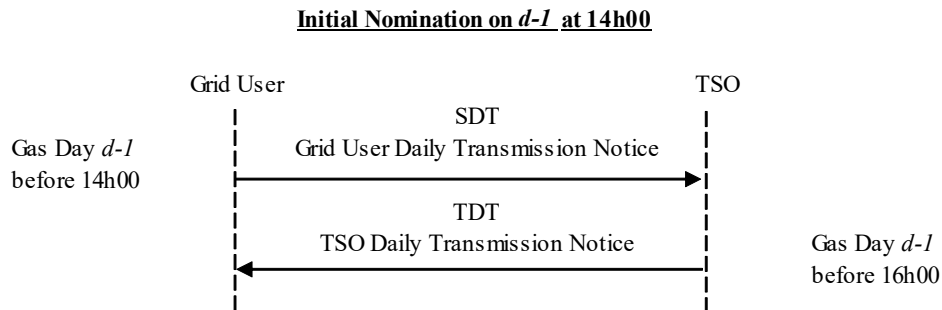 Initial Nomination on d-1 at 14h00
Grid User
TSO
SDT
Gas Day d-1
before 14h00
Grid User Daily Transmission Notice
TDT
TSO Daily Transmission Notice
Gas Day d-1
before 16h00